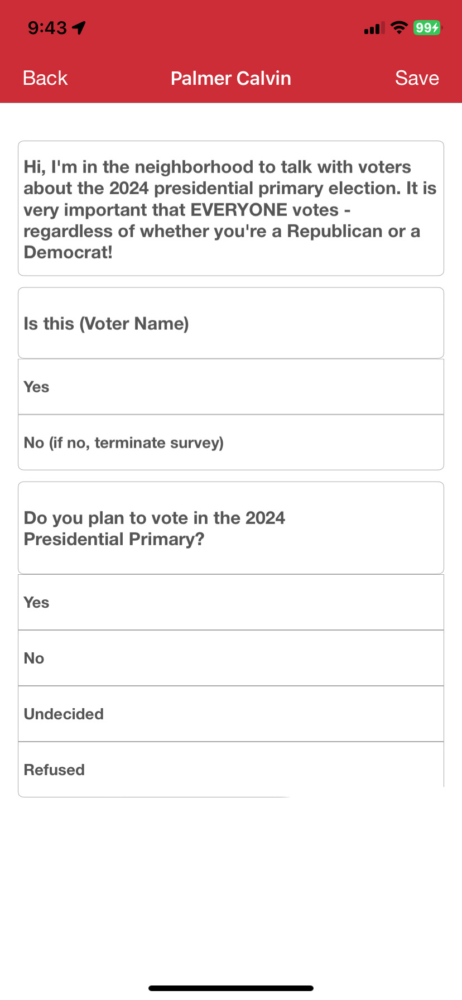 9:43
99
Back Palmer Calvin Save
Hi, I'm in the neighborhood to talk with voters
about the 2024 presidential primary election. It is
very important that EVERYONE votes -
regardless of whether you're a Republican or a
Democrat!
Is this (Voter Name)
Yes
No (if no, terminate survey)
Do you plan to vote in the 2024
Presidential Primary?
Yes
No
Undecided
Refused